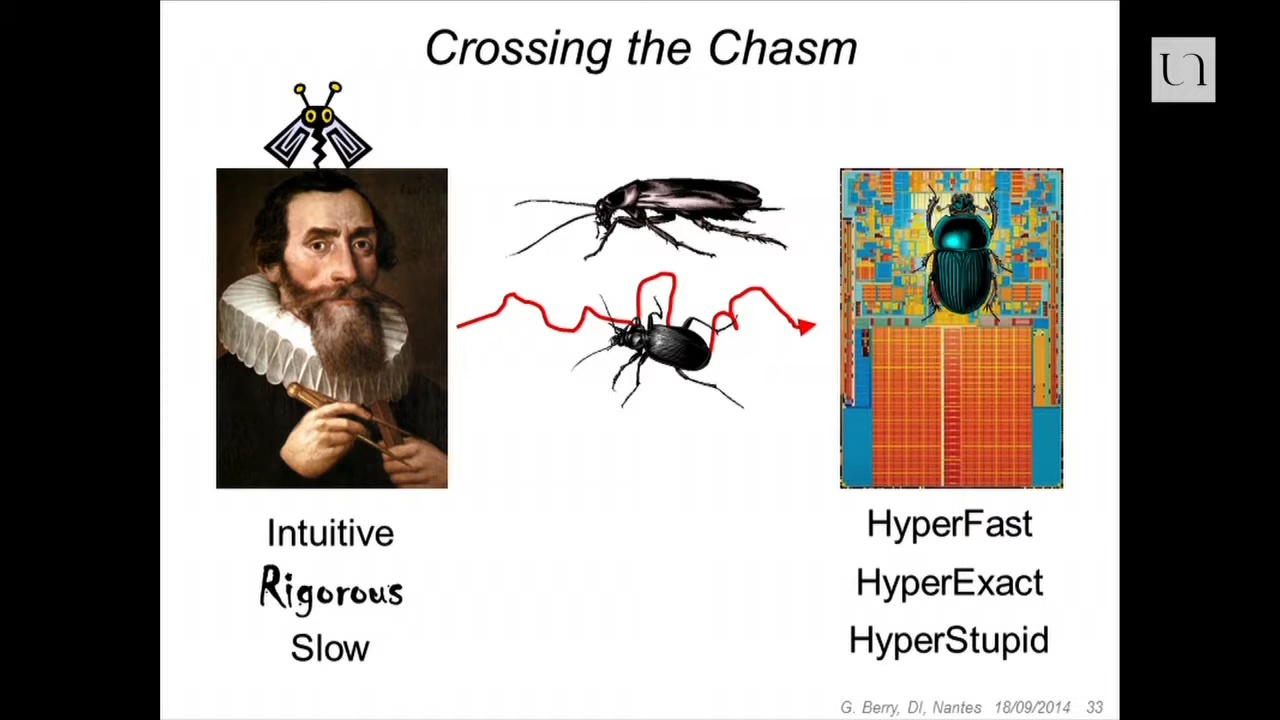 Crossing the Chasm
Intuitive
Rigorous
Slow
HyperFast
HyperExact
HyperStupid
G. Berry, DI, Nantes 18/09/2014 33